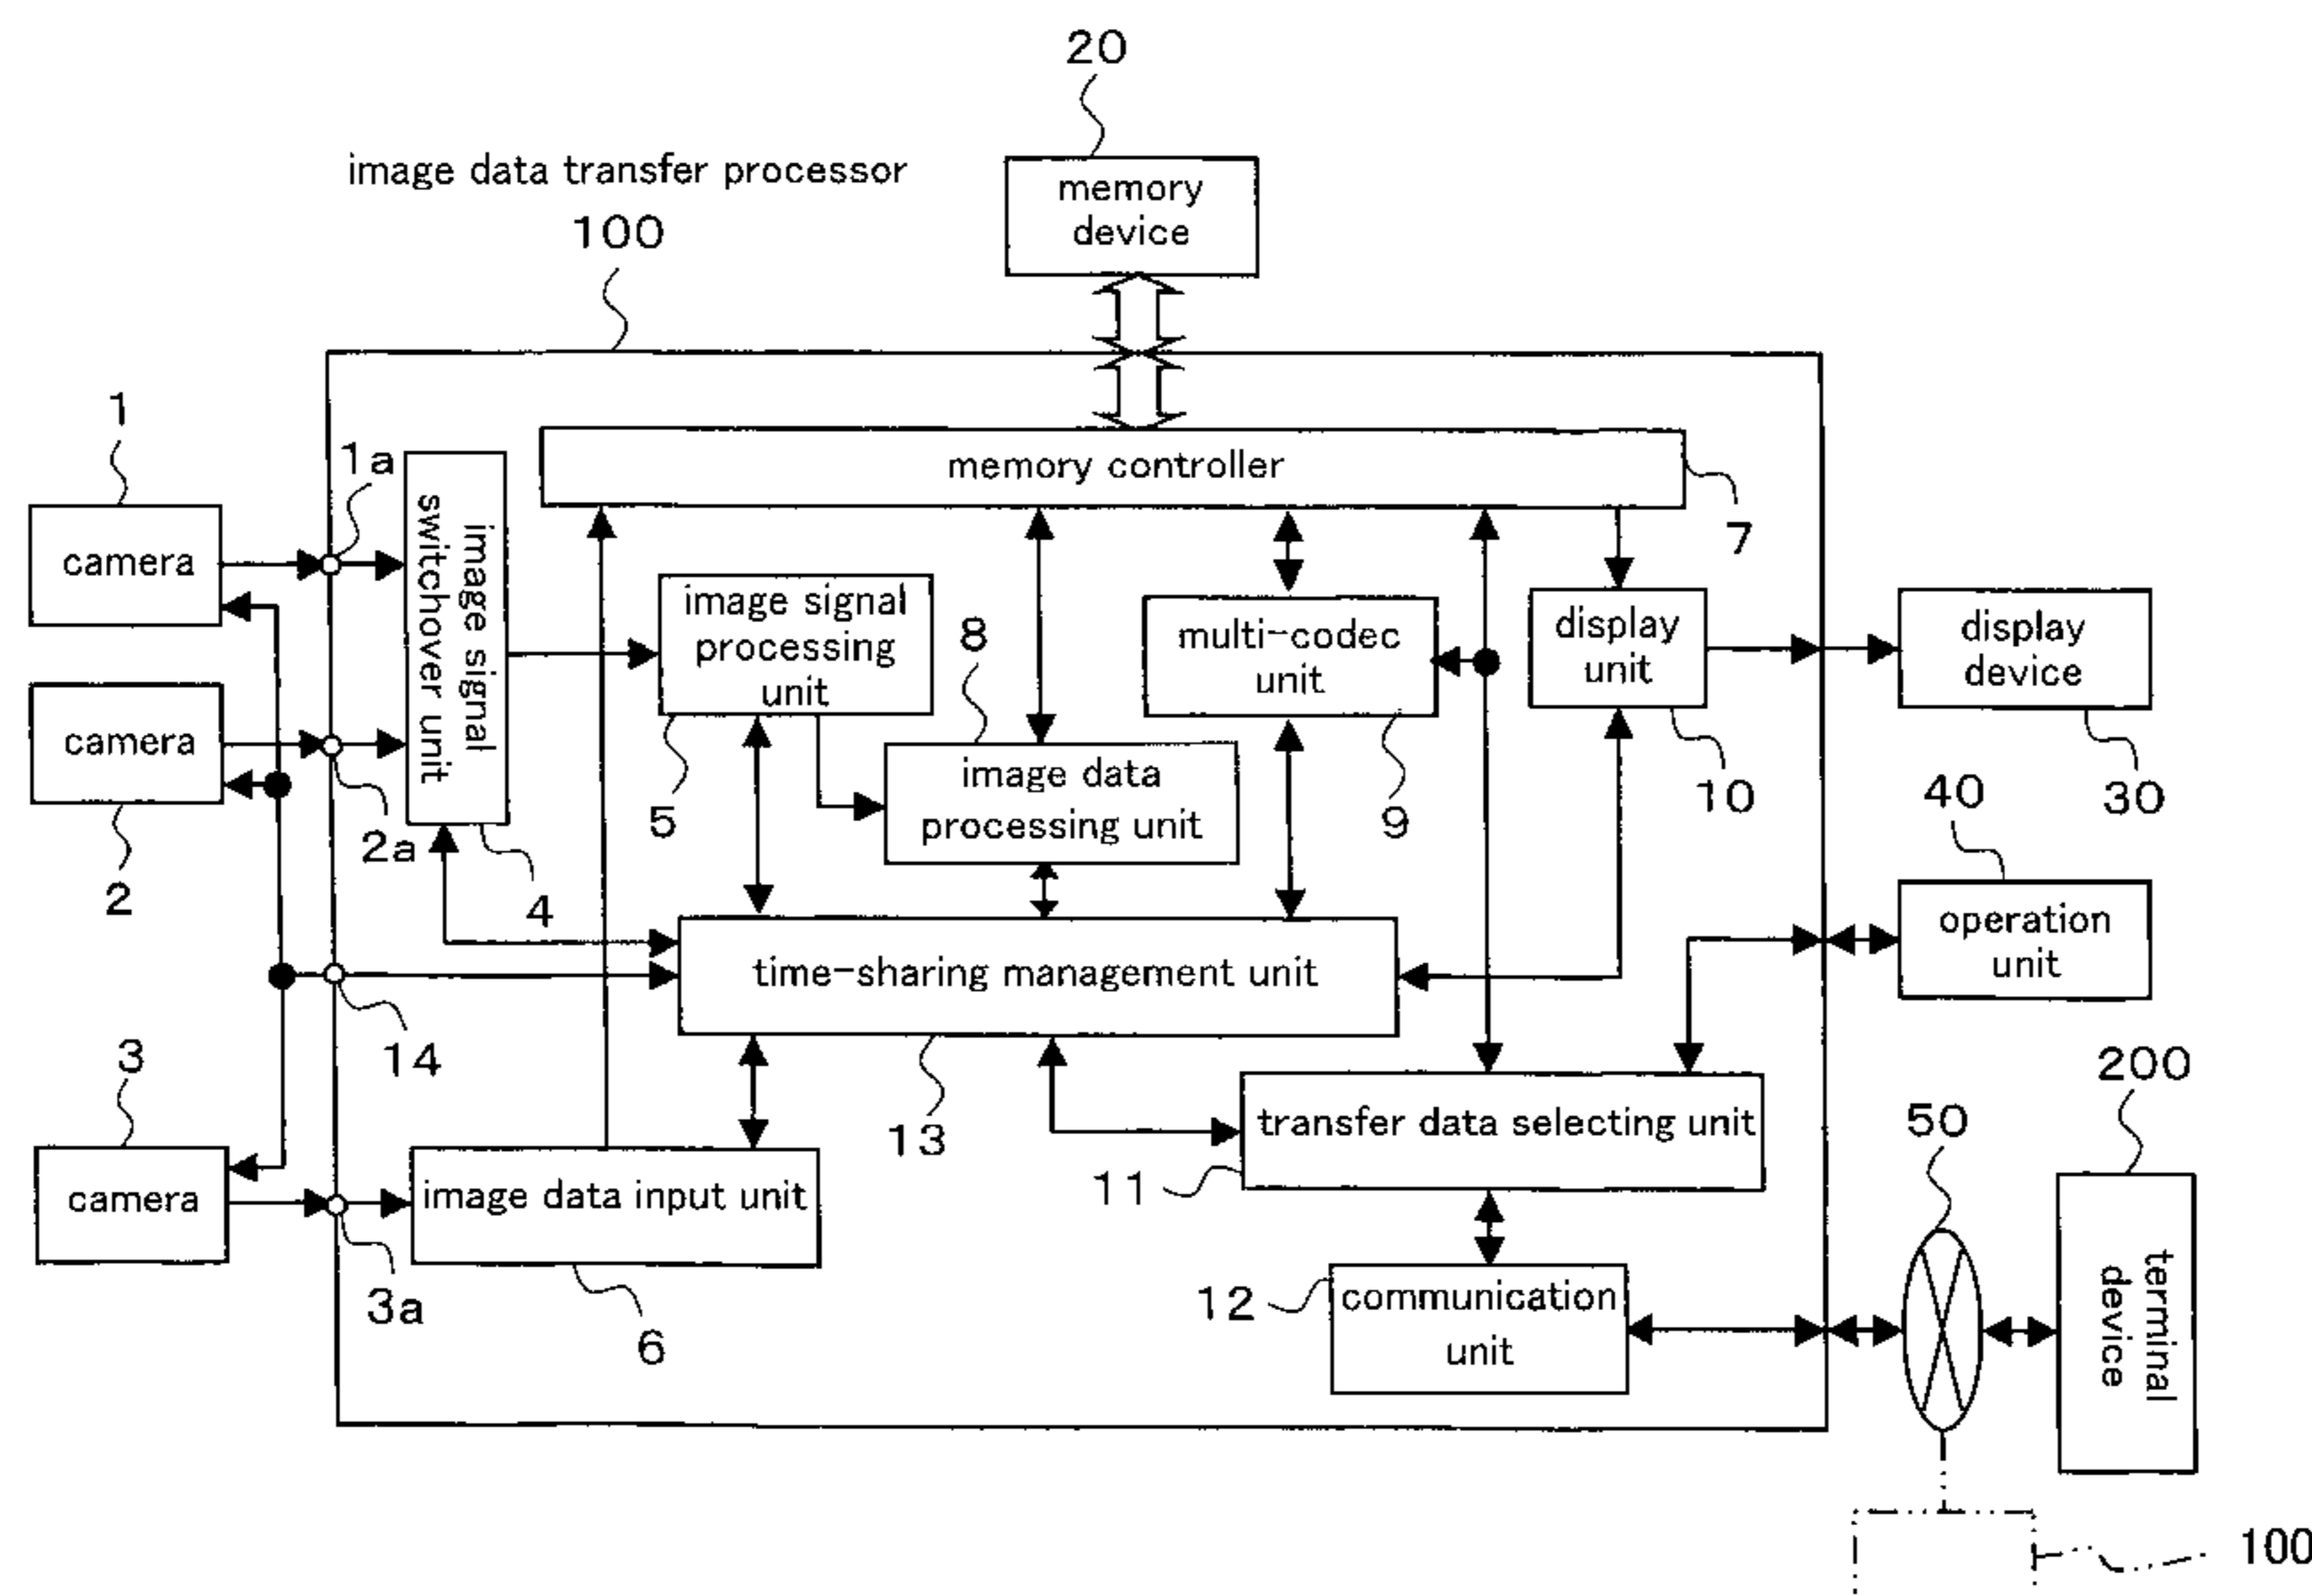 20
image data transfer processor
100
memory
device
1
1a
memory controller
7
camera
image signal
switchover unit
image signal
processing
unit
8
multi-codec
unit
display
unit
display
device
camera
2
2a
4
5
image data
processing unit
9
10
30
40
operation
unit
time-sharing management unit
14
3
13
200
50
transfer data selecting unit
11
camera
image data input unit
3a
6
12
communication
unit
terminal
device
100